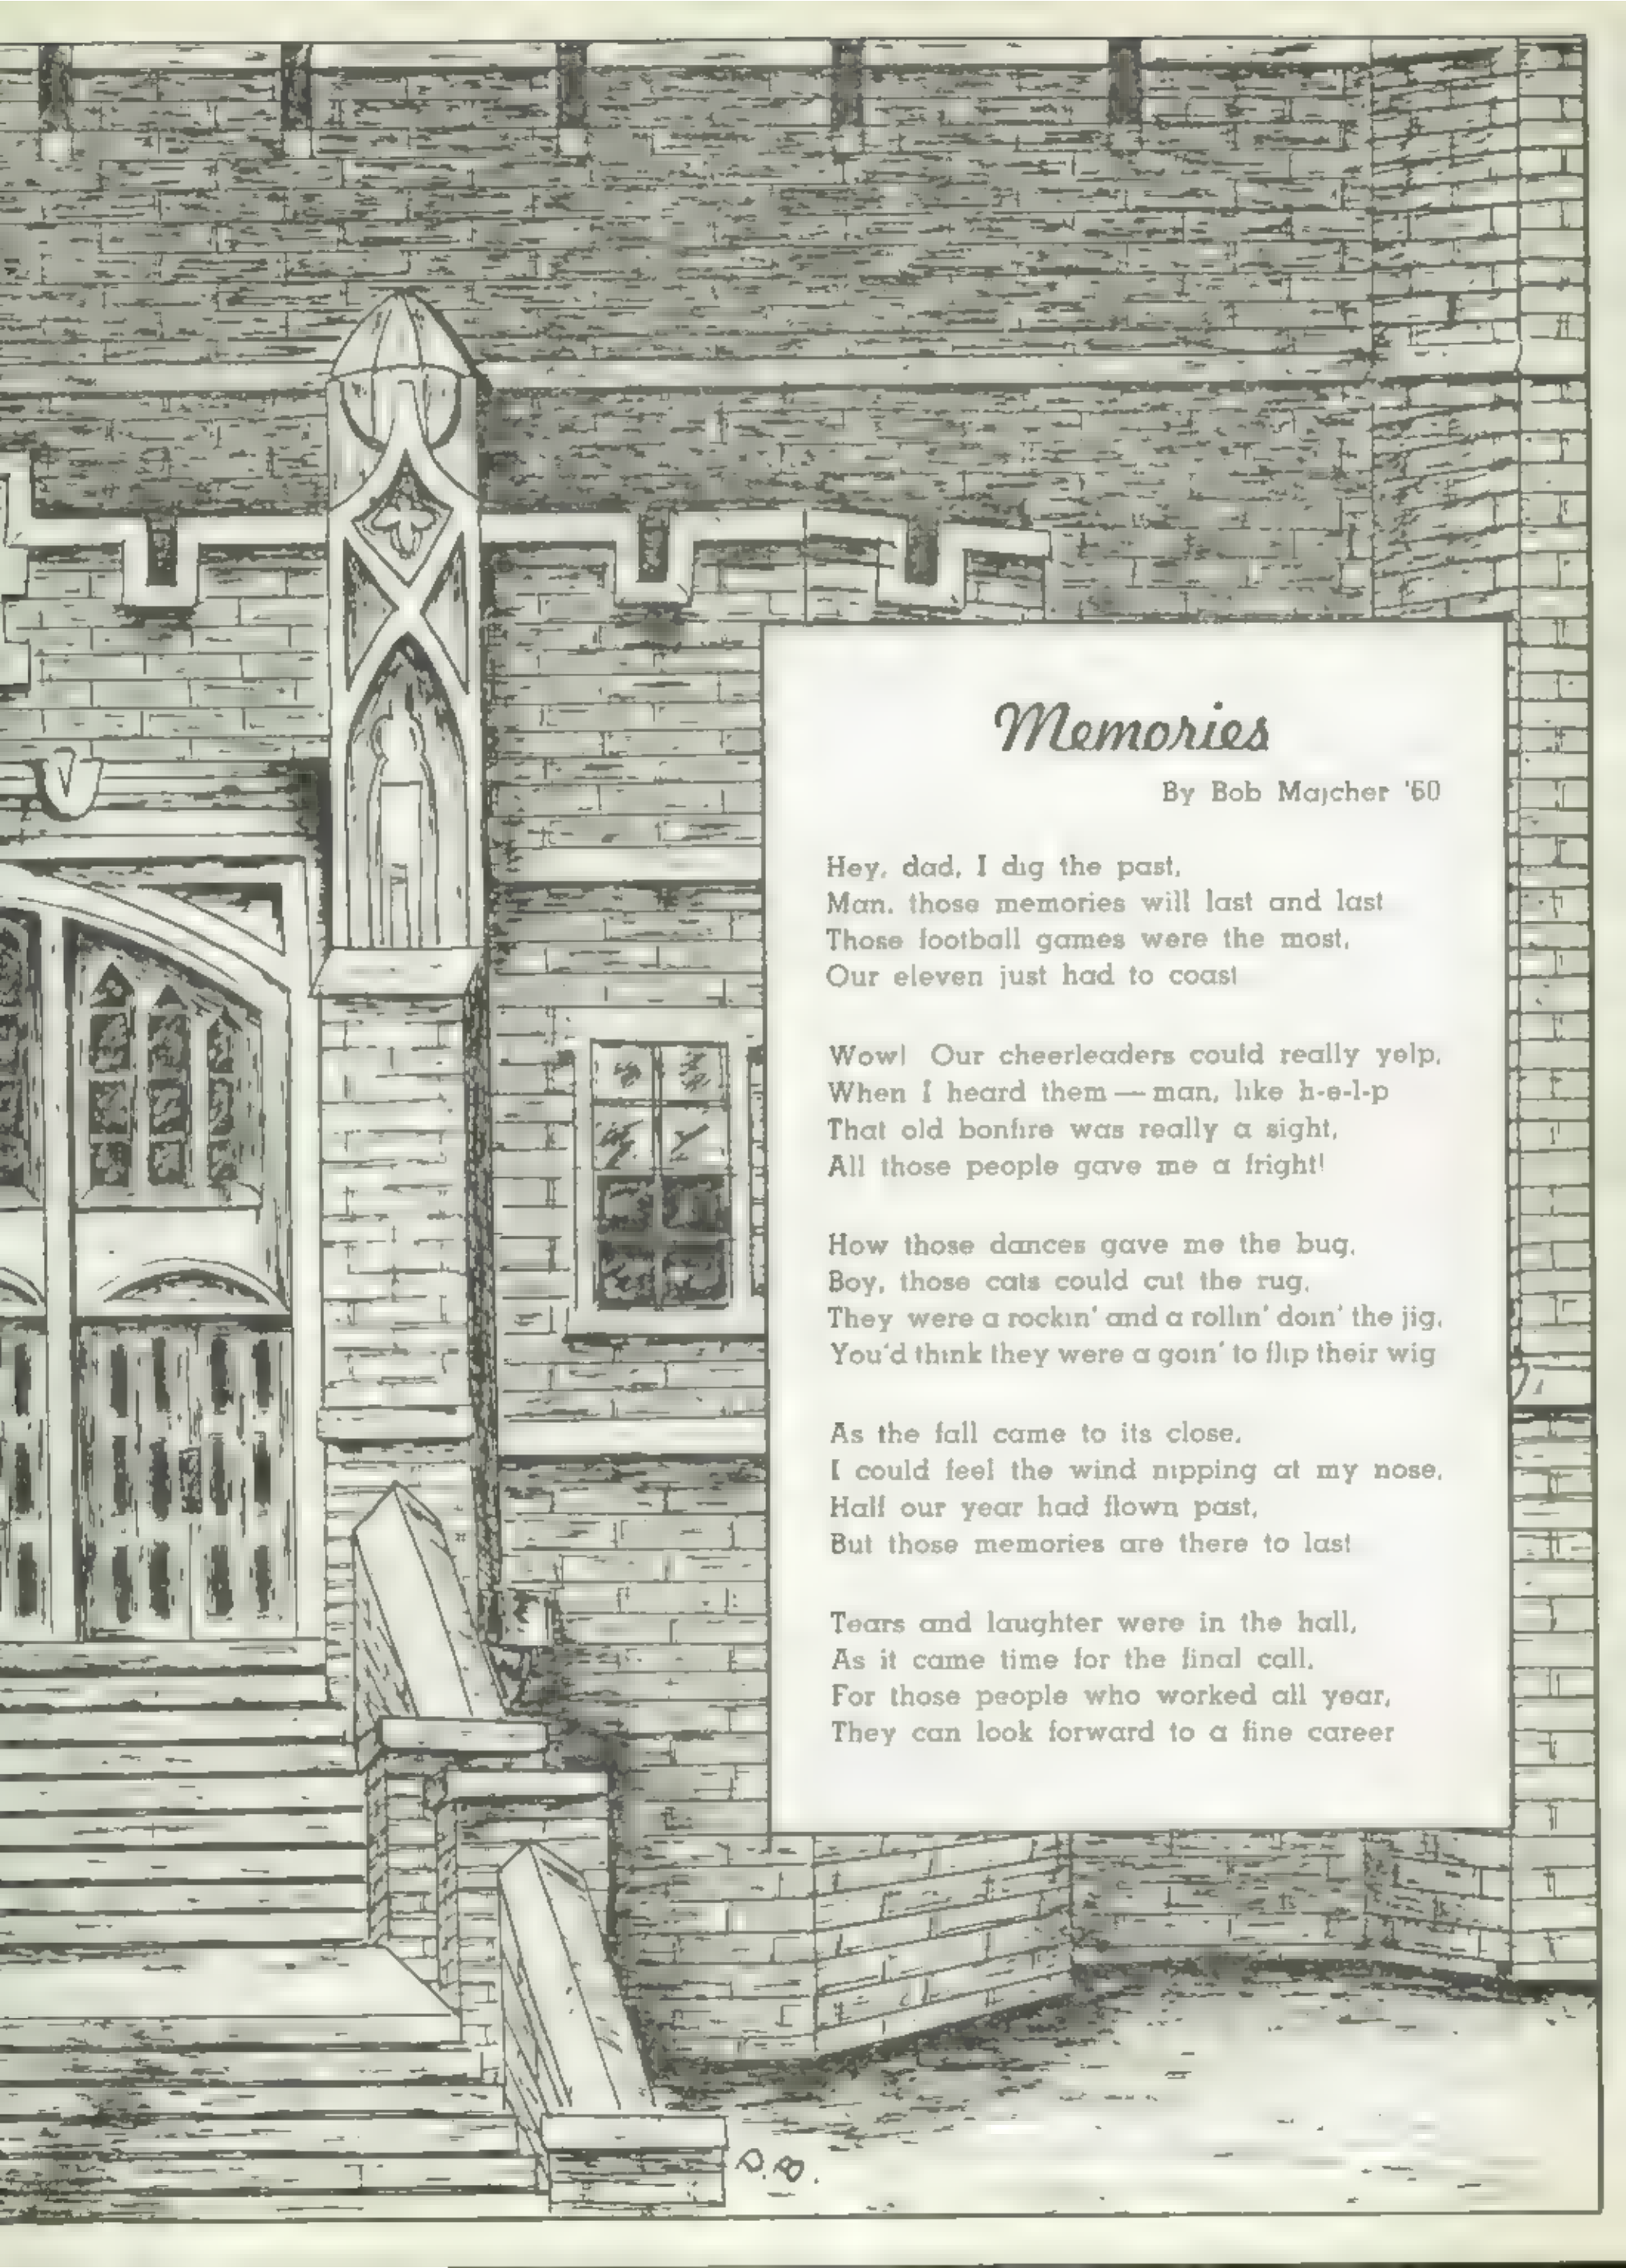 Memories
By Bob Majcher '60
Hey, dad, I dig the past,
Man, those memories will last and last
Those football games were the most,
Our eleven just had to coast
Wow! Our cheerleaders could really yelp,
When I heard them — man, like h-e-l-p
That old bonfire was really a sight,
All those people gave me a fright!
How those dances gave me the bug,
Boy, those cats could cut the rug,
They were a rockin' and a rollin' doin' the jig,
You'd think they were a goin' to flip their wig
As the fall came to its close,
I could feel the wind nipping at my nose,
Half our year had flown past,
But those memories are there to last
Tears and laughter were in the hall,
As it came time for the final call,
For those people who worked all year,
They can look forward to a fine career
D.B.